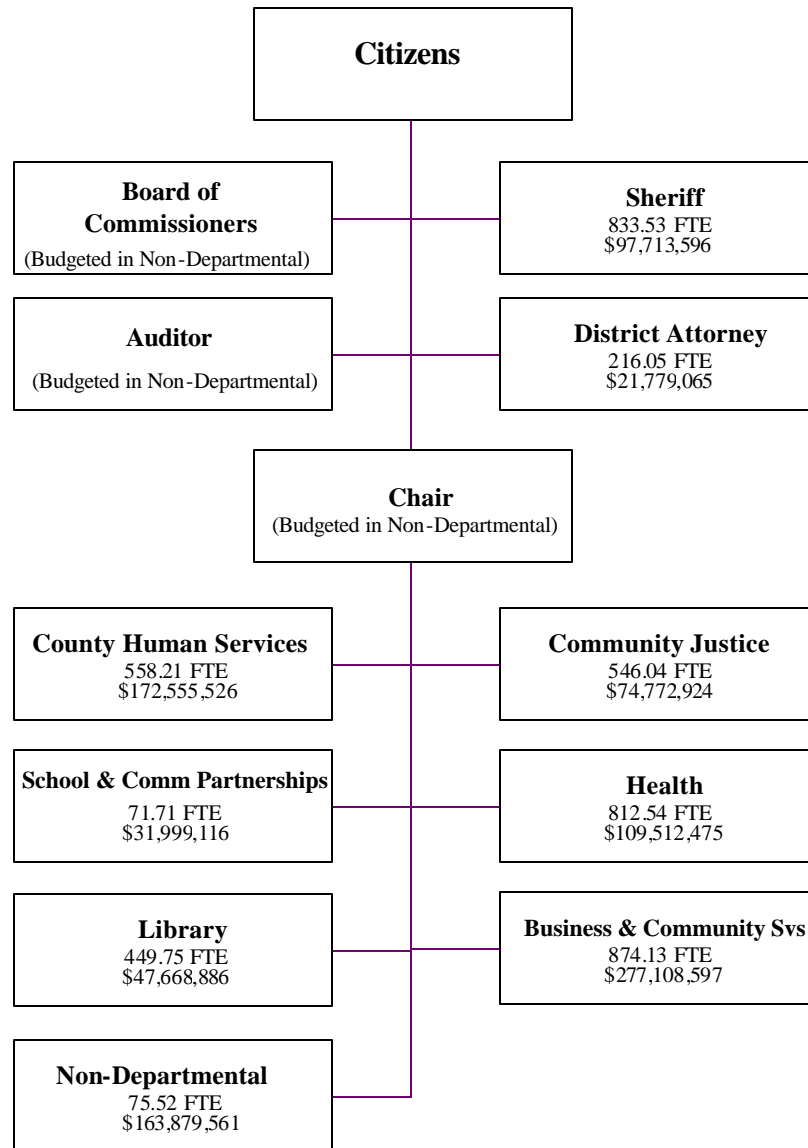 Citizens
Board of
Commissioners
(Budgeted in Non-Departmental)
Sheriff
833.53 FTE
$97,713,596
Auditor
(Budgeted in Non-Departmental)
District Attorney
216.05 FTE
$21,779,065
Chair
(Budgeted in Non-Departmental)
County Human Services
558.21 FTE
$172,555,526
Community Justice
546.04 FTE
$74,772,924
School & Comm Partnerships
71.71 FTE
$31,999,116
Health
812.54 FTE
$109,512,475
Library
449.75 FTE
$47,668,886
Business & Community Svs
874.13 FTE
$277,108,597
Non-Departmental
75.52 FTE
$163,879,561